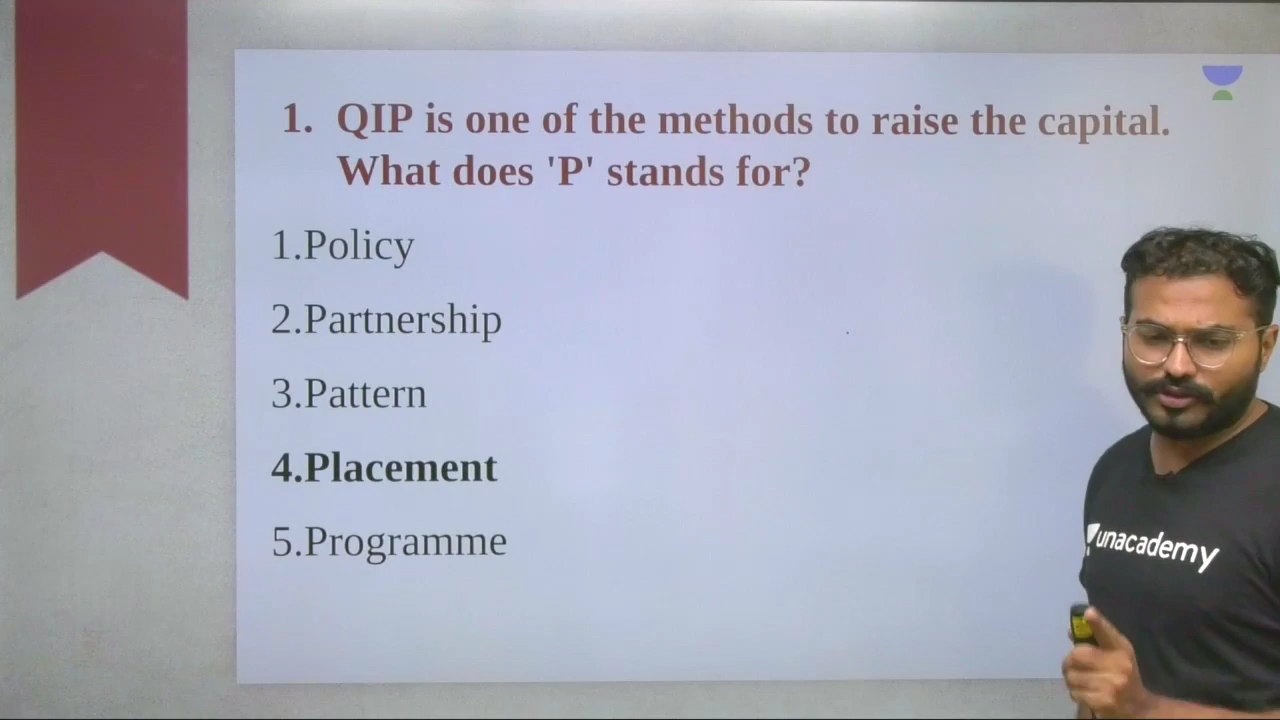 1. QIP is one of the methods to raise the capital.
What does 'P' stands for?
1.Policy
2.Partnership
3.Pattern
4.Placement
5.Programme
unacademy